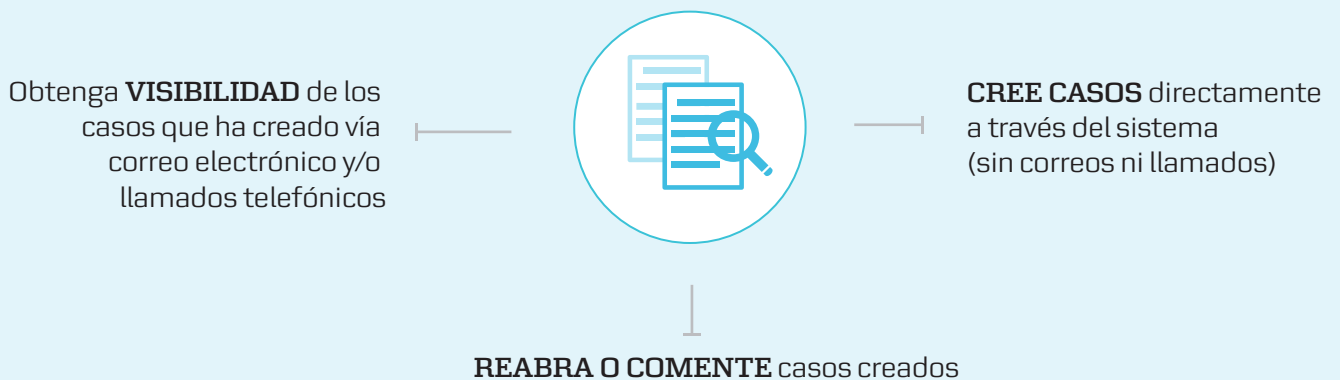 Obtenga VISIBILIDAD de los
casos que ha creado vía
correo electrónico y/o
llamados telefónicos
CREE CASOS directamente
a través del sistema
(sin correos ni llamados)
REABRA O COMENTE casos creados